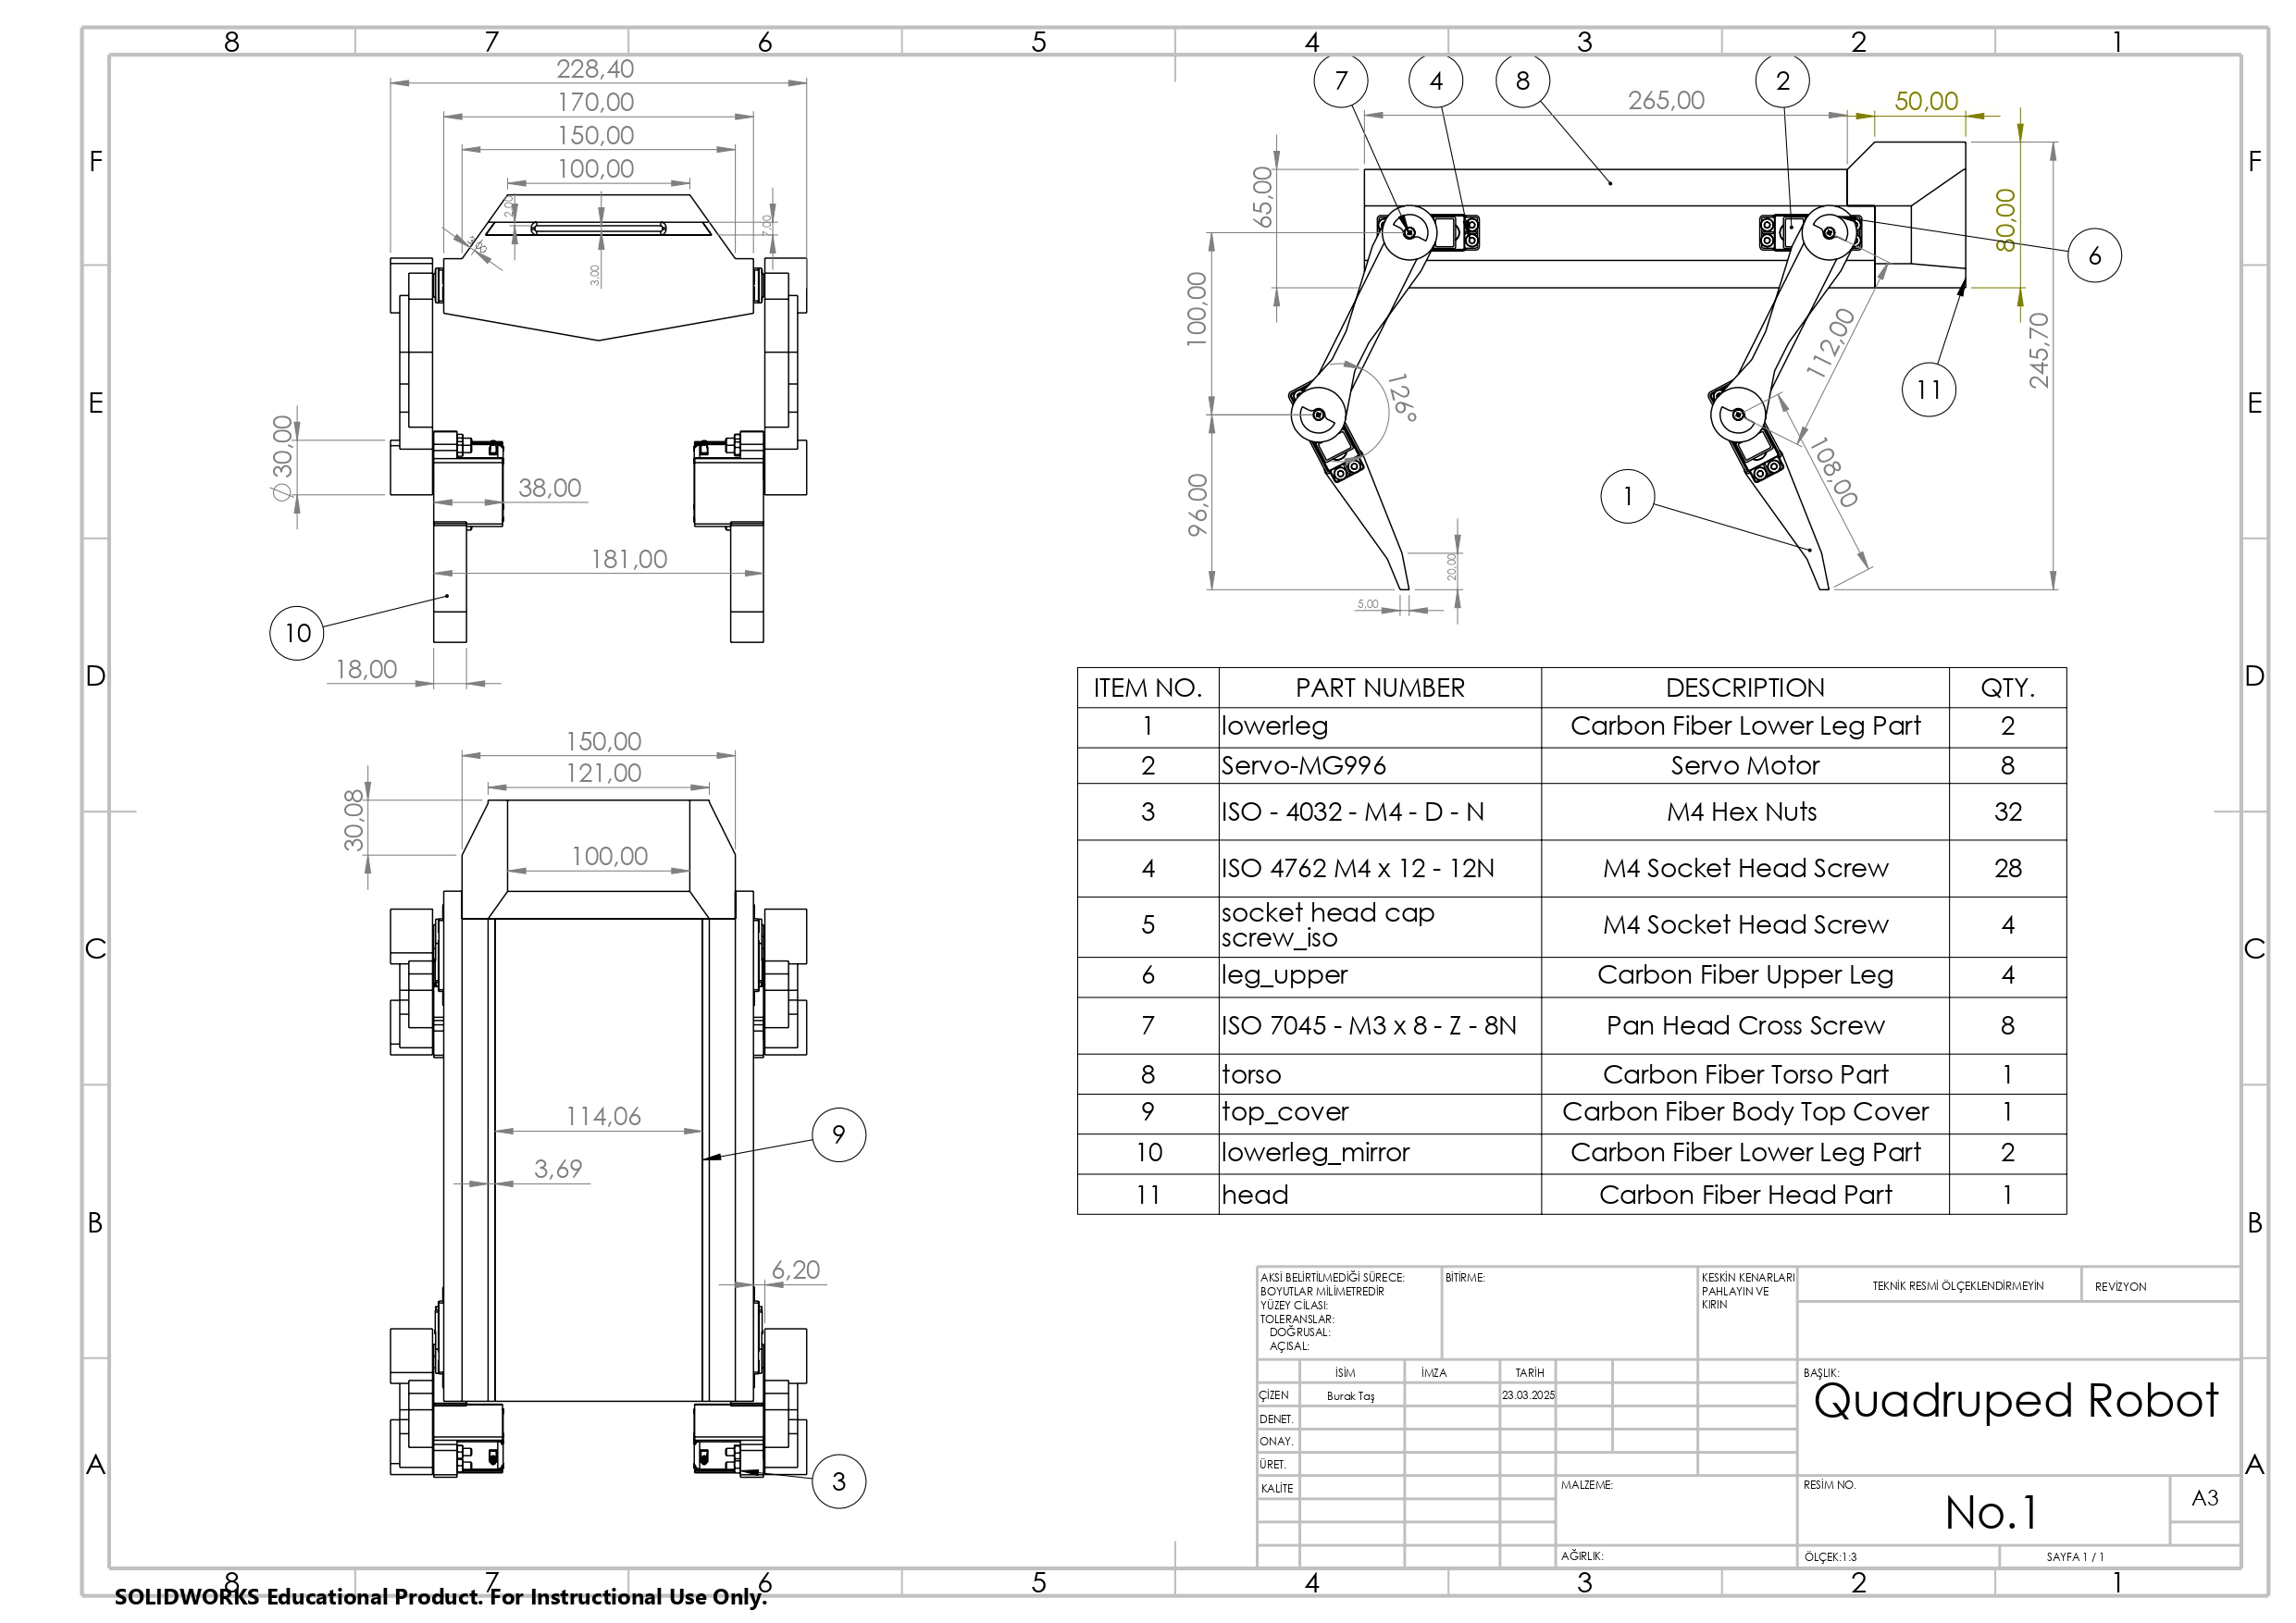 8 7 6 5 4 3 2 1
F
E
D
C
B
A
F
E
D
C
B
A
228,40
170,00
150,00
100,00
2,00
7,00
3,00
3,00
Ø30,00
38,00
181,00
10
18,00
7
4
8
2
265,00
50,00
65,00
80,00
6
100,00
245,70
112,00
11
126°
108,00
1
96,00
20,00
5,00
150,00
121,00
30,08
100,00
114,06
9
3,69
6,20
3
ITEM NO. PART NUMBER DESCRIPTION QTY.
1 lowerleg Carbon Fiber Lower Leg Part 2
2 Servo-MG996 Servo Motor 8
3 ISO - 4032 - M4 - D - N M4 Hex Nuts 32
4 ISO 4762 M4 x 12 - 12N M4 Socket Head Screw 28
5 socket head cap screw_iso M4 Socket Head Screw 4
6 leg_upper Carbon Fiber Upper Leg 4
7 ISO 7045 - M3 x 8 - Z - 8N Pan Head Cross Screw 8
8 torso Carbon Fiber Torso Part 1
9 top_cover Carbon Fiber Body Top Cover 1
10 lowerleg_mirror Carbon Fiber Lower Leg Part 2
11 head Carbon Fiber Head Part 1
AKSİ BELİRTİLMEDİĞİ SÜRECE:
BOYUTLAR MİLİMETREDİR
YÜZEY CİLASI:
TOLERANSLAR:
DOĞRUSAL:
AÇISAL:
BİTİRME:
KESKİN KENARLARI
PAHLAYIN VE
KIRIN
TEKNİK RESMİ ÖLÇEKLENDİRMEYİN
REVİZYON
İSİM İMZA TARİH
ÇİZEN Burak Taş 23.03.2025
DENET.
ONAY.
ÜRET.
KALİTE
BAŞLIK:
Quadruped Robot
MALZEME:
RESİM NO.
No.1
A3
AĞIRLIK:
ÖLÇEK:1:3
SAYFA 1 / 1
8 7 6 5 4 3 2 1
SOLIDWORKS Educational Product. For Instructional Use Only.